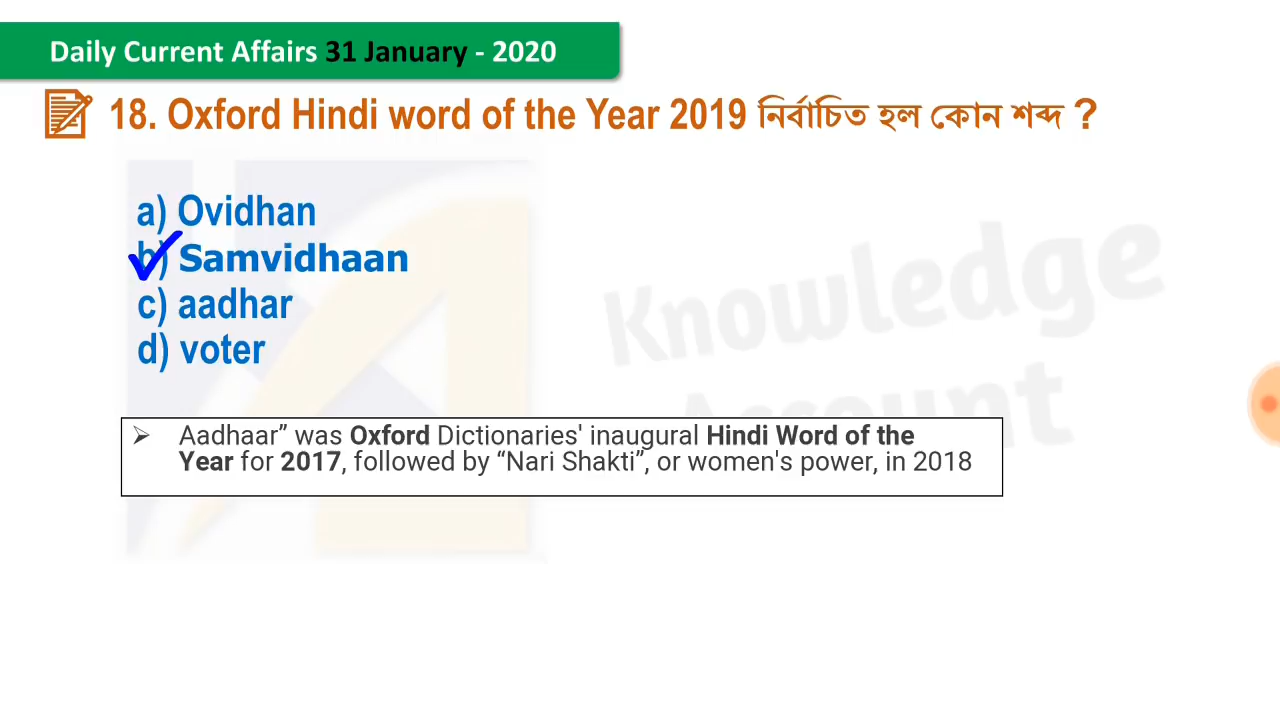 Daily Current Affairs 31 January - 2020
18. Oxford Hindi word of the Year 2019 নির্বাচিত হল কোন শব্দ ?
a) Ovidhan
b) Samvidhaan
c) aadhar
d) voter
Knowledge
Account
Aadhaar” was Oxford Dictionaries' inaugural Hindi Word of the
Year for 2017, followed by “Nari Shakti”, or women's power, in 2018